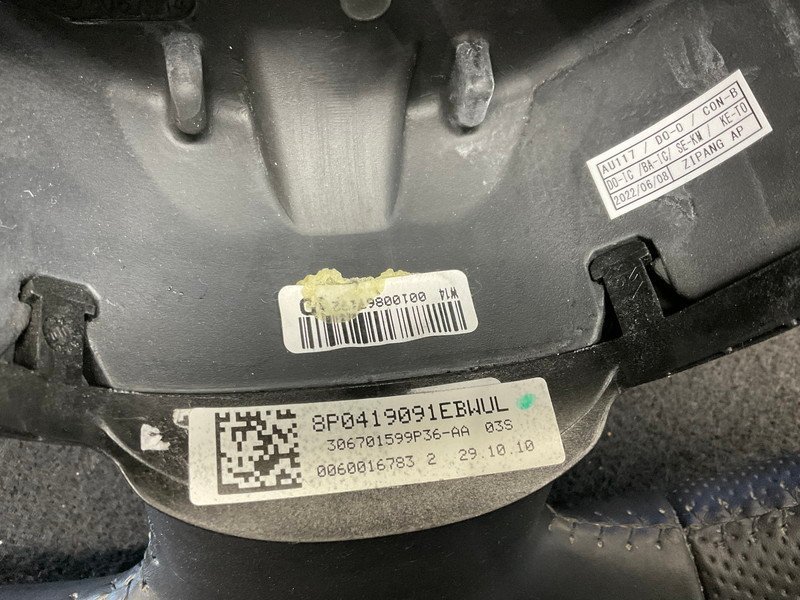 AU117 / DO-O / CON-B
DO-TC /BA-TC/ SE-KM / KE-TO
2022/06/08 ZIPANG AP
W14
8P0419091EBWUL
306701599P36-AA 03S
0060016783 2 29.10.10